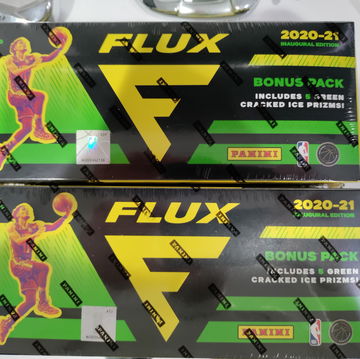 FLUX
2020-21
INAUGURAL EDITION
BONUS PACK
INCLUDES 5 GREEN
CRACKED ICE PRIZMS!
PANINI
FLUX
2020-21
INAUGURAL EDITION
BONUS PACK
INCLUDES 5 GREEN
CRACKED ICE PRIZMS!
PANINI